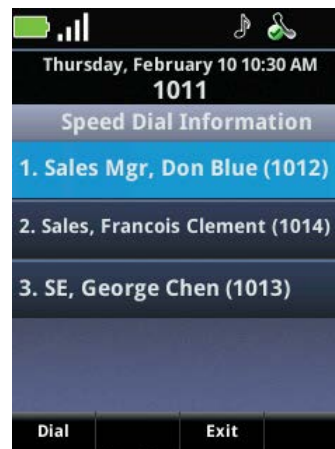 Thursday, February 10 10:30 AM
1011
Speed Dial Information
1. Sales Mgr, Don Blue (1012)
2. Sales, Francois Clement (1014)
3. SE, George Chen (1013)
Dial Exit